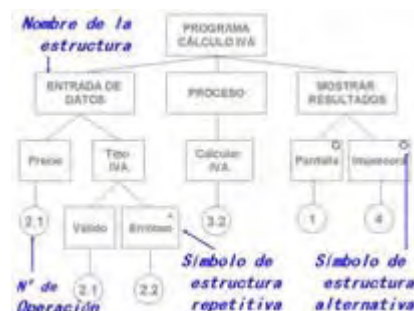 Nombre de la
estructura
PROGRAMA
CÁLCULO IVA
ENTRADA DE
DATOS
PROCESO
MOSTRAR
RESULTADOS
Precio
Tipo
IVA
Calcular
IVA
Pantalla
Impresora
2.1
Válido
Erróneo
*
3.2
1
4
Nº de
Operación
2.1
2.2
Símbolo de
estructura
repetitiva
Símbolo de
estructura
alternativa